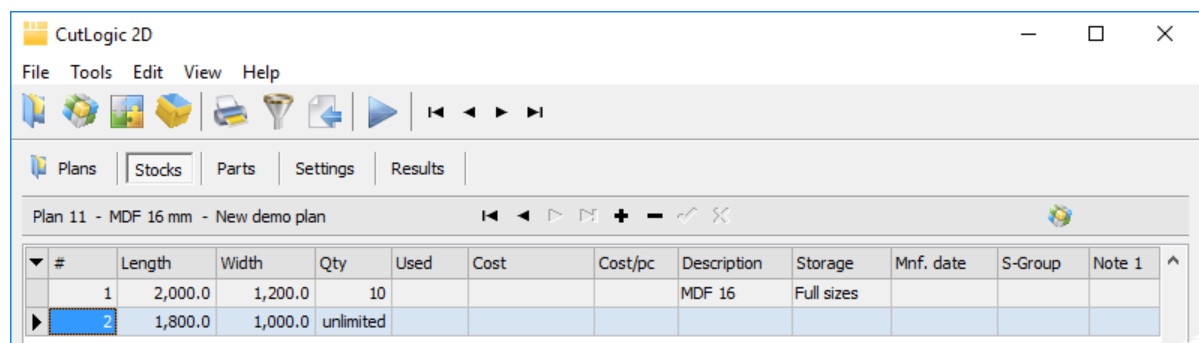 CutLogic 2D
File Tools Edit View Help
Plans Stocks Parts Settings Results
Plan 11 - MDF 16 mm - New demo plan
# Length Width Qty Used Cost Cost/pc Description Storage Mnf. date S-Group Note 1
1 2,000.0 1,200.0 10 MDF 16 Full sizes
2 1,800.0 1,000.0 unlimited